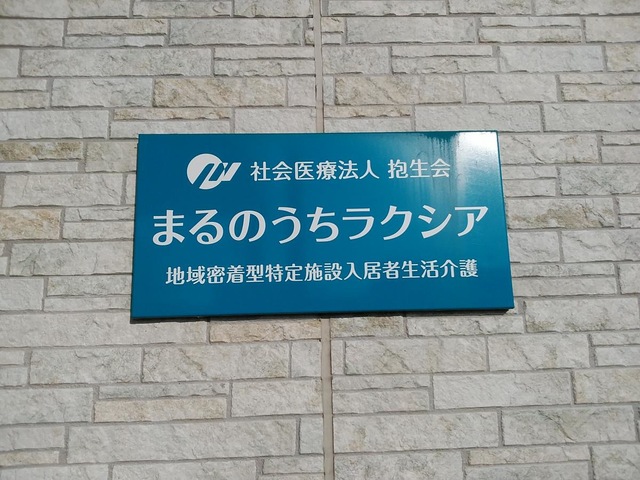 社会医療法人 抱生会
まるのうちラクシア
地域密着型特定施設入居者生活介護